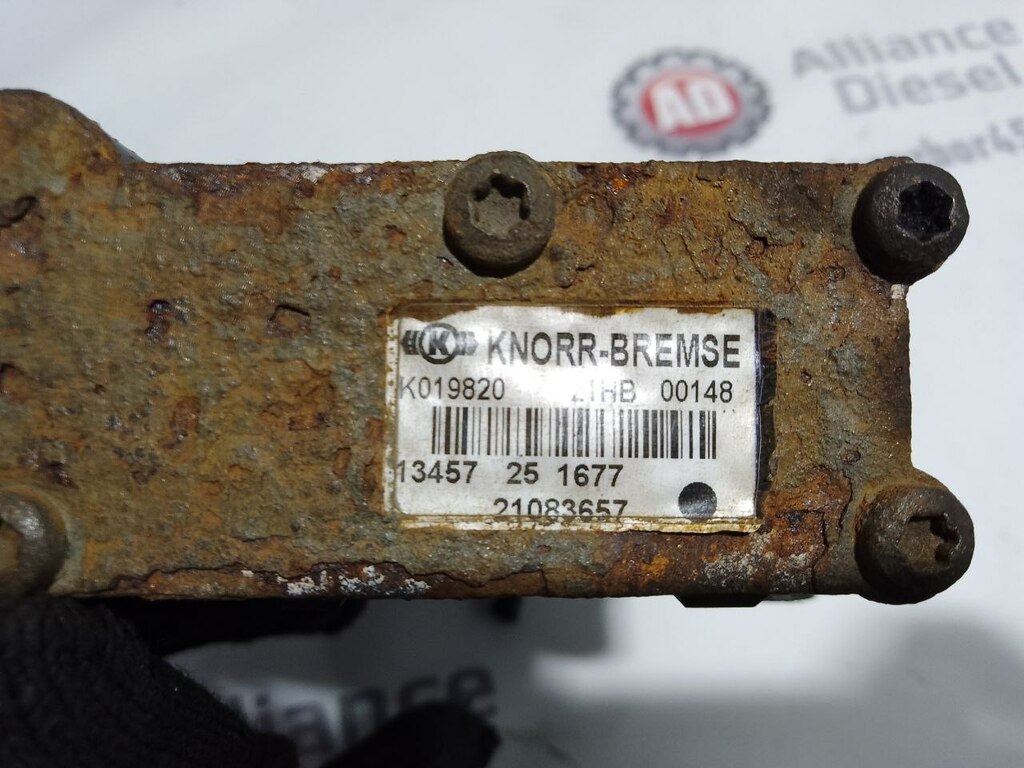 Alliance
AD Diesel
KNORR-BREMSE
K019820 00148
13457 25 1677
21083657